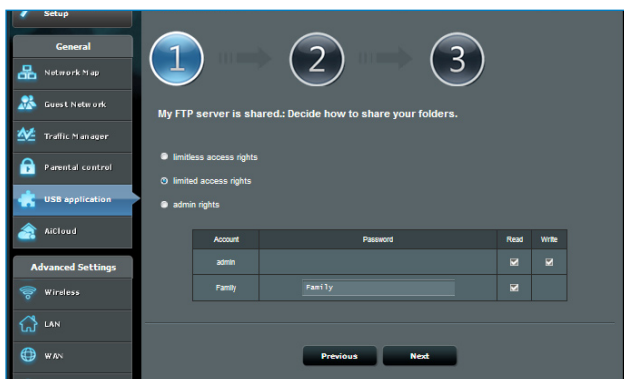 Setup
General
Network Map
Guest Network
Traffic Manager
Parental control
USB application
AiCloud
Advanced Settings
Wireless
LAN
WAN
1 2 3
My FTP server is shared.: Decide how to share your folders.
limitless access rights
limited access rights
admin rights
Account Password Read Write
admin
Family Family
Previous Next